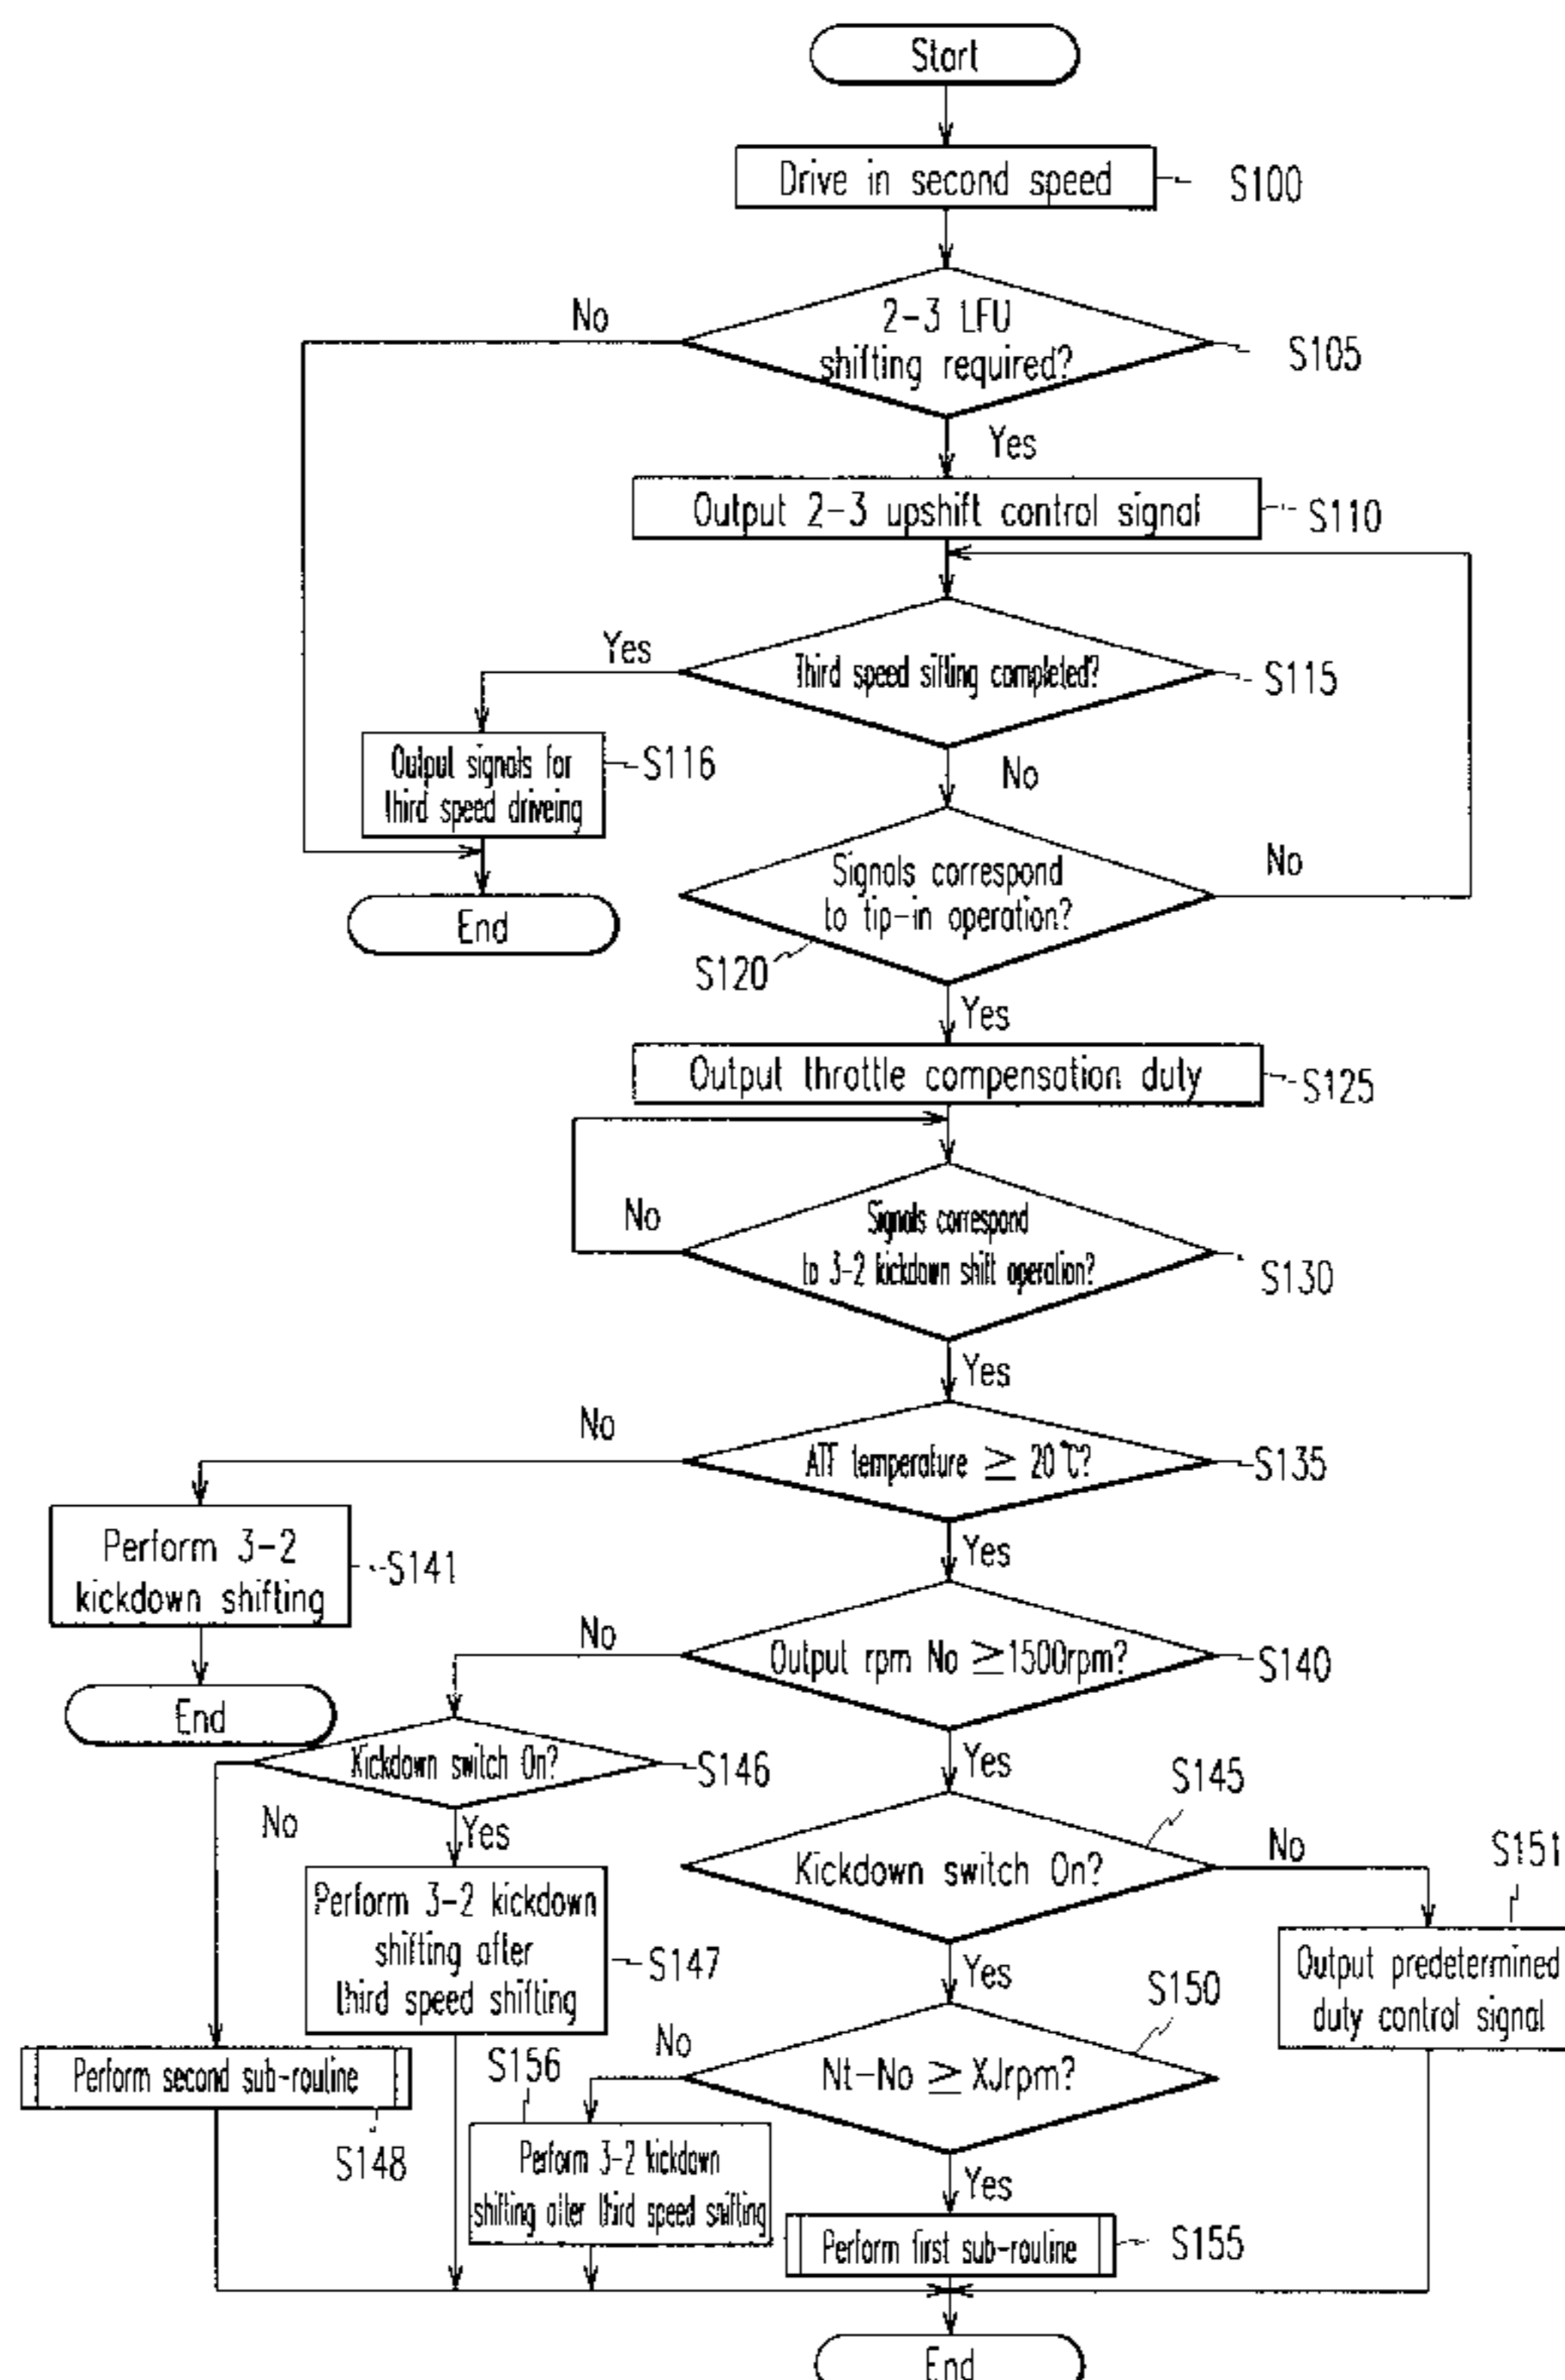 Start
Drive in second speed
S100
No
2-3 LFU
shifting required?
S105
Yes
Output 2-3 upshift control signal
S110
Yes
Third speed sifting completed?
S115
Output signals for
third speed driveing
S116
No
End
Signals correspond
to tip-in operation?
No
S120
Yes
Output throttle compensation duty
S125
No
Signals correspond
to 3-2 kickdown shift operation?
S130
Yes
No
ATF temperature ≥ 20℃?
S135
Perform 3-2
kickdown shifting
S141
Yes
No
Output rpm No ≥1500rpm?
S140
End
Kickdown switch On?
S146
Yes
S145
No
Yes
Kickdown switch On?
No
S151
Perform 3-2 kickdown
shifting after
third speed shifting
S147
Output predetermined
duty control signal
Yes
S150
Perform second sub-routine
S148
S156
No
Nt-No ≥ XJrpm?
Perform 3-2 kickdown
shifting after third speed shifting
Yes
Perform first sub-routine
S155
End